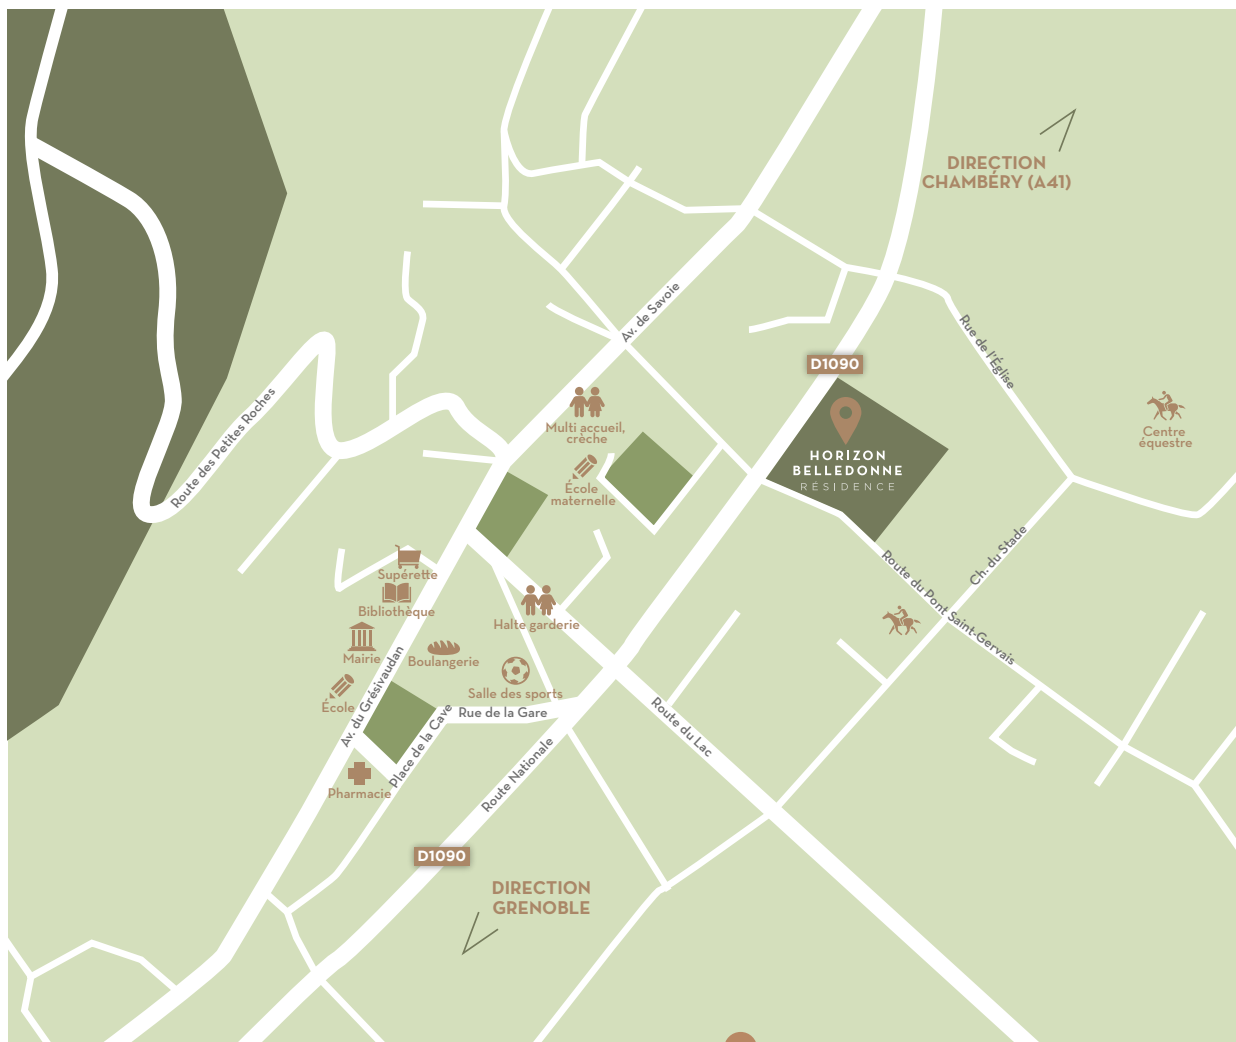 DIRECTION
CHAMBÉRY (A41)
Av. de Savoie
Rue de l'Église
D1090
Route des Petites Roches
Multi accueil,
crèche
Centre
équestre
HORIZON
BELLEDONNE
RÉSIDENCE
École
maternelle
Ch. du Stade
Supérette
Bibliothèque
Route du Pont Saint-Gervais
Halte garderie
Mairie
Boulangerie
Salle des sports
École
Av. du Grésivaudan
Rue de la Gare
Place de la Cave
Route du Lac
Route Nationale
Pharmacie
D1090
DIRECTION
GRENOBLE